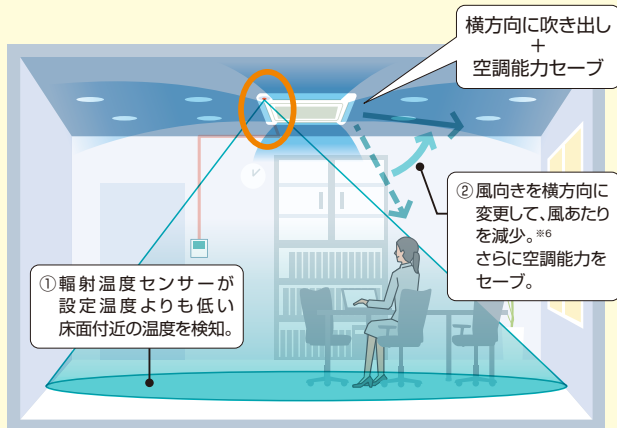 横方向に吹き出し
+
空調能力セーブ
②風向きを横方向に
変更して、風あたり
を減少。※6
さらに空調能力を
セーブ。
①輻射温度センサーが
設定温度よりも低い
床面付近の温度を検知。